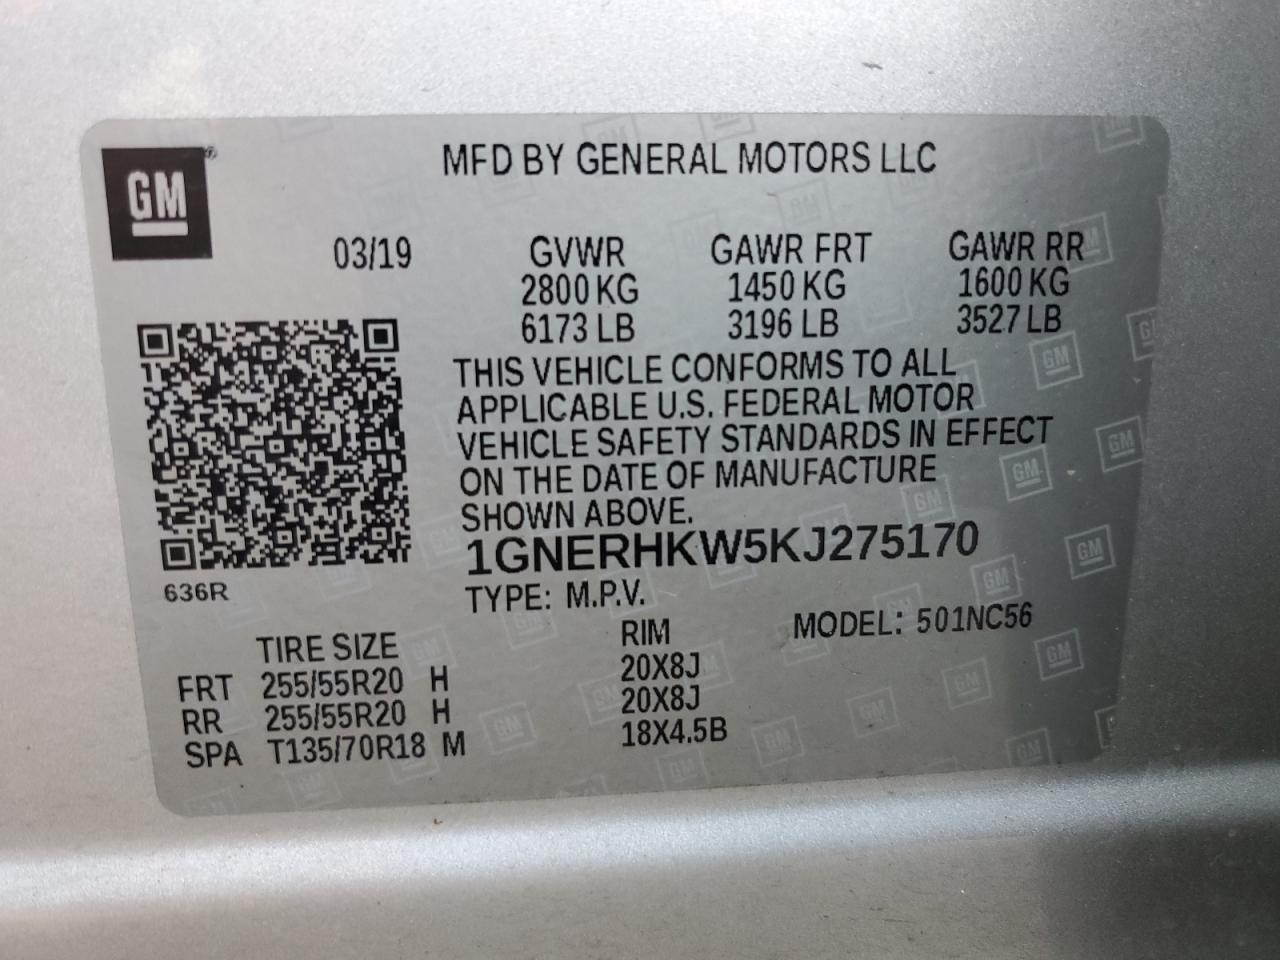 GM
MFD BY GENERAL MOTORS LLC
03/19
GVWR
2800 KG
6173 LB
GAWR FRT
1450 KG
3196 LB
GAWR RR
1600 KG
3527 LB
THIS VEHICLE CONFORMS TO ALL
APPLICABLE U.S. FEDERAL MOTOR
VEHICLE SAFETY STANDARDS IN EFFECT
ON THE DATE OF MANUFACTURE
SHOWN ABOVE.
1GNERHKW5KJ275170
636R
TYPE: M.P.V.
MODEL: 501NC56
TIRE SIZE RIM
FRT 255/55R20 H 20X8J
RR 255/55R20 H 20X8J
SPA T135/70R18 M 18X4.5B